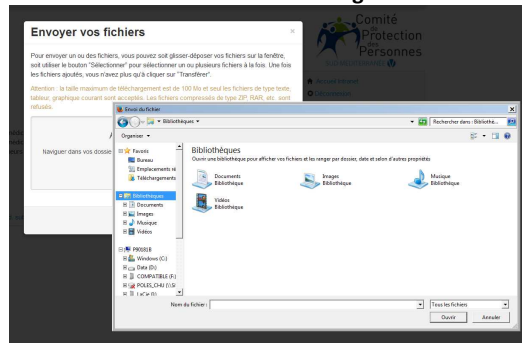 Envoyer vos fichiers
×
Pour envoyer un ou des fichiers, vous pouvez soit glisser-déposer vos fichiers sur la fenêtre,
soit utiliser le bouton "Sélectionner" pour sélectionner un ou plusieurs fichiers à la fois. Une fois
les fichiers ajoutés, vous n'avez plus qu'à cliquer sur "Transférer".
Attention : la taille maximum de téléchargement est de 100 Mo et seul les fichiers de type texte,
tableur, graphique courant sont acceptés. Les fichiers compressés de type ZIP, RAR, etc. sont
refusés.
Naviguer dans vos dossie
Comité
de Protection
des
Personnes
Accueil Intranet
Déconnexion
Envoi du fichier
Bibliothèques
Rechercher dans : Bibliothè...
Organiser
Favoris
Bureau
Emplacements ré
Téléchargements
Bibliothèques
Documents
Images
Musique
Vidéos
P90181B
Windows (C:)
Data (D:)
COMPATIBLE (F:)
POLES_CHU (\\St
LaCie (I:)
Bibliothèques
Ouvrir une bibliothèque pour afficher vos fichiers et les ranger par dossier, date et selon d'autres propriétés
Documents
Bibliothèque
Images
Bibliothèque
Musique
Bibliothèque
Vidéos
Bibliothèque
Nom du fichier :
Tous les fichiers
Ouvrir
Annuler